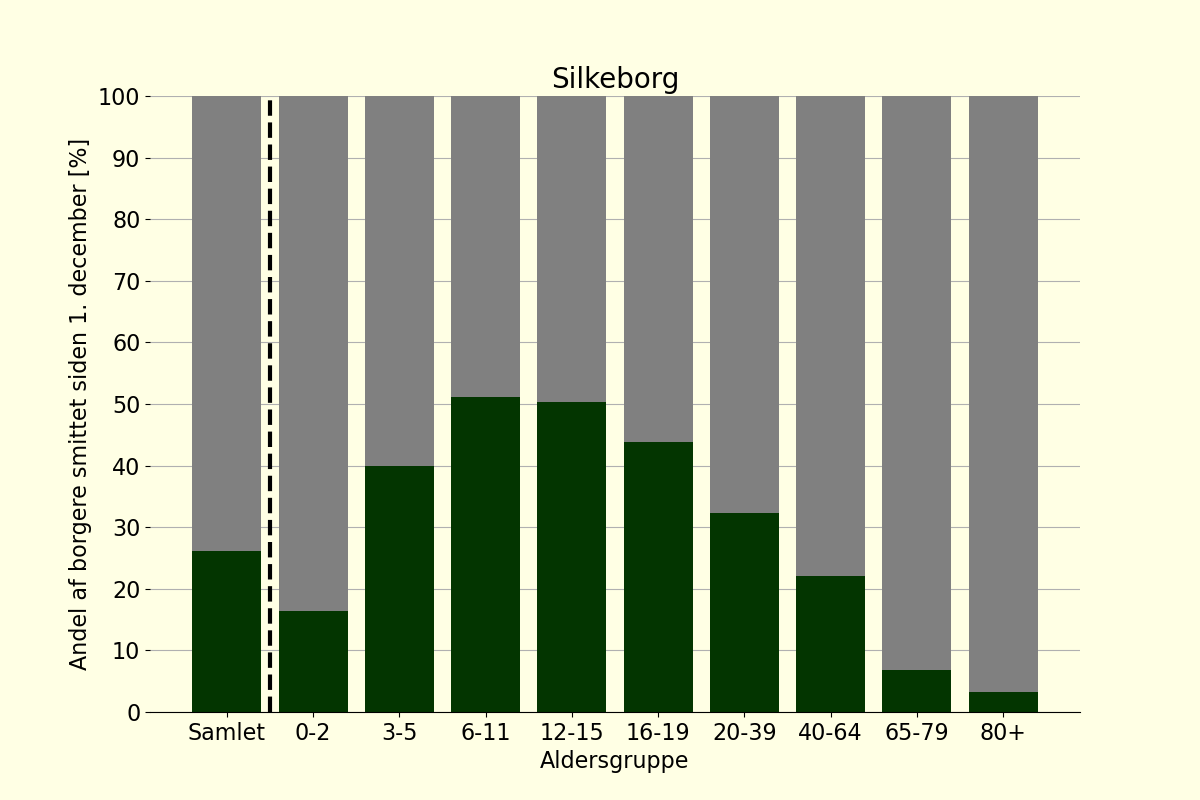 Silkeborg
Andel af borgere smittet siden 1. december [%]
100
90
80
70
60
50
40
30
20
10
0
Samlet 0-2 3-5 6-11 12-15 16-19 20-39 40-64 65-79 80+
Aldersgruppe